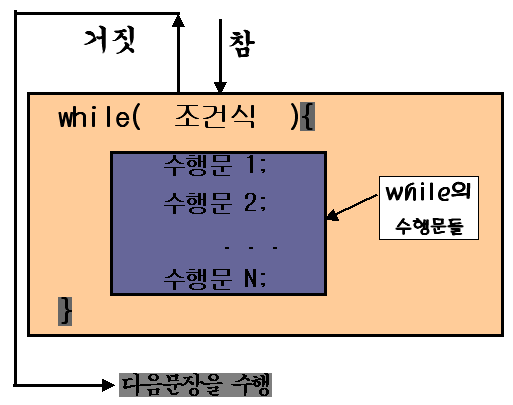 거짓
참
while( 조건식 ){
수행문 1;
수행문 2;
. . .
수행문 N;
while의
수행문들
}
다음문장을 수행